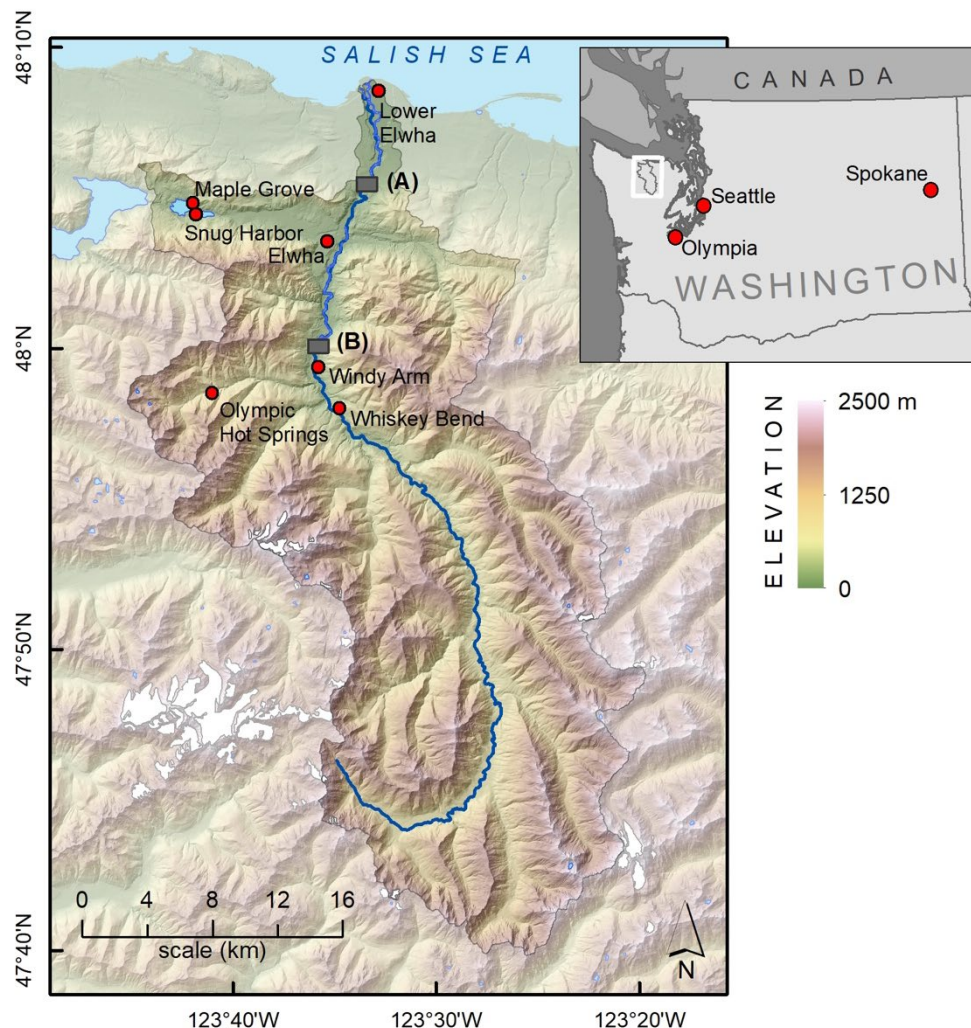 48°10'N
SALISH SEA
Lower
Elwha
(A)
Maple Grove
Snug Harbor
Elwha
48°N
(B)
Windy Arm
Olympic
Hot Springs
Whiskey Bend
47°50'N
0 4 8 12 16
scale (km)
N
47°40'N
123°40'W 123°30'W 123°20'W
CANADA
Spokane
Seattle
Olympia
WASHINGTON
ELEVATION
2500 m
1250
0